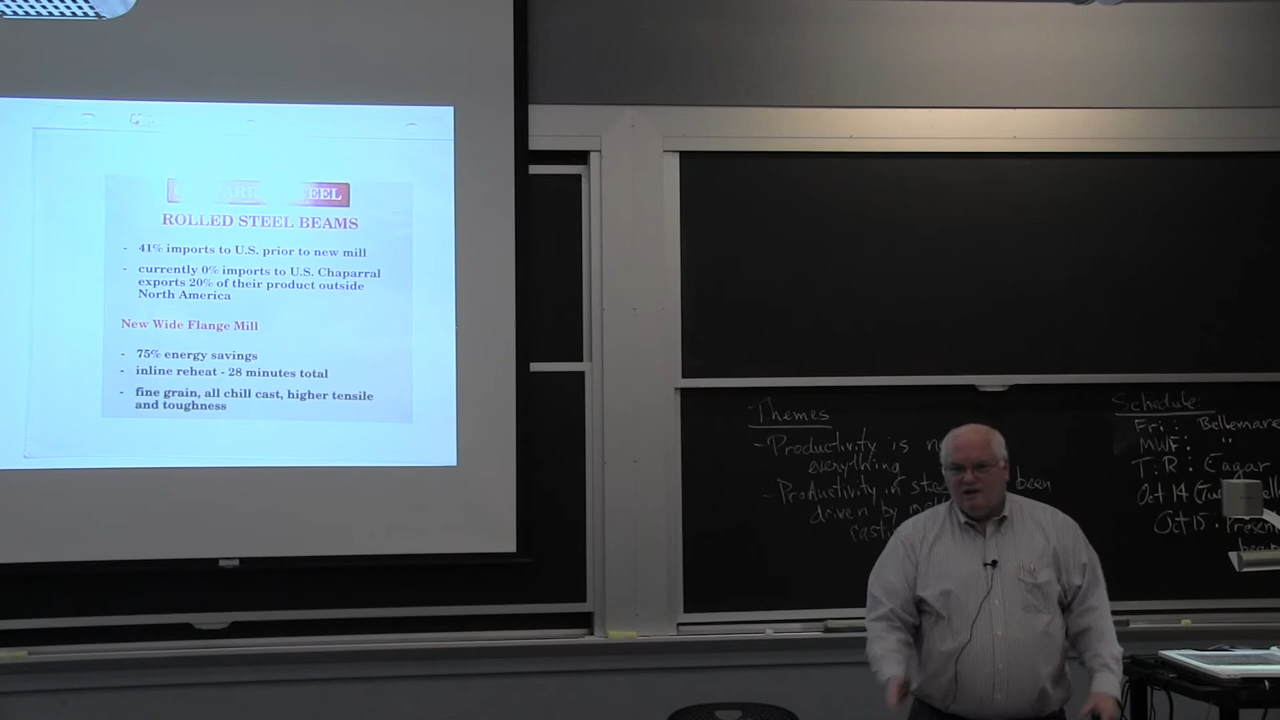 STEEL
ROLLED STEEL BEAMS
- 41% imports to U.S. prior to new mill
- currently 0% imports to U.S. Chaparral
exports 20% of their product outside
North America
New Wide Flange Mill
- 75% energy savings
- inline reheat - 28 minutes total
- fine grain, all chill cast, higher tensile
and toughness
Themes
- Productivity is
everything
- Productivity in been
driven by
Schedule:
Fri: Bellemare
MWF: "
T:R: Eagar
Oct 14
Oct 15.